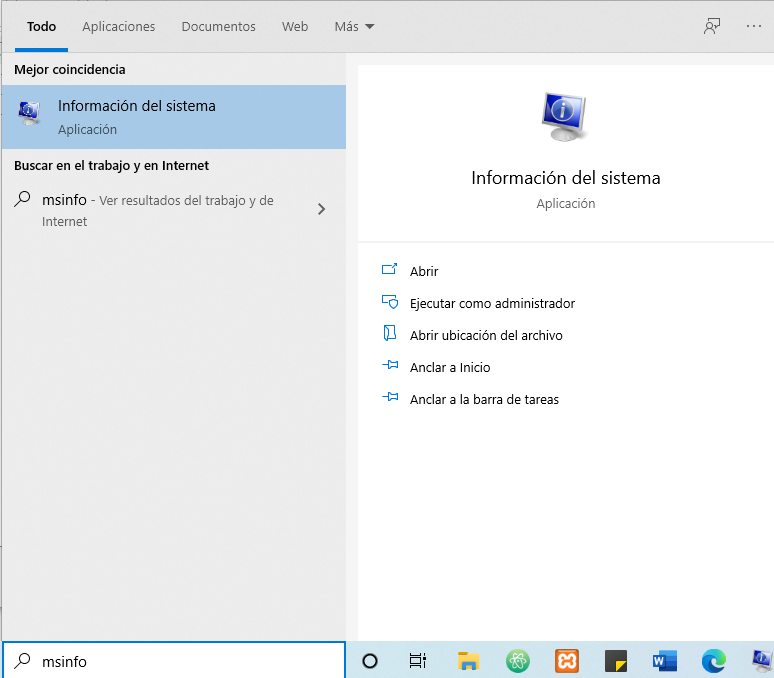 Todo Aplicaciones Documentos Web Más
Mejor coincidencia
Información del sistema
Aplicación
Buscar en el trabajo y en Internet
msinfo - Ver resultados del trabajo y de
Internet
Información del sistema
Aplicación
Abrir
Ejecutar como administrador
Abrir ubicación del archivo
Anclar a Inicio
Anclar a la barra de tareas
msinfo